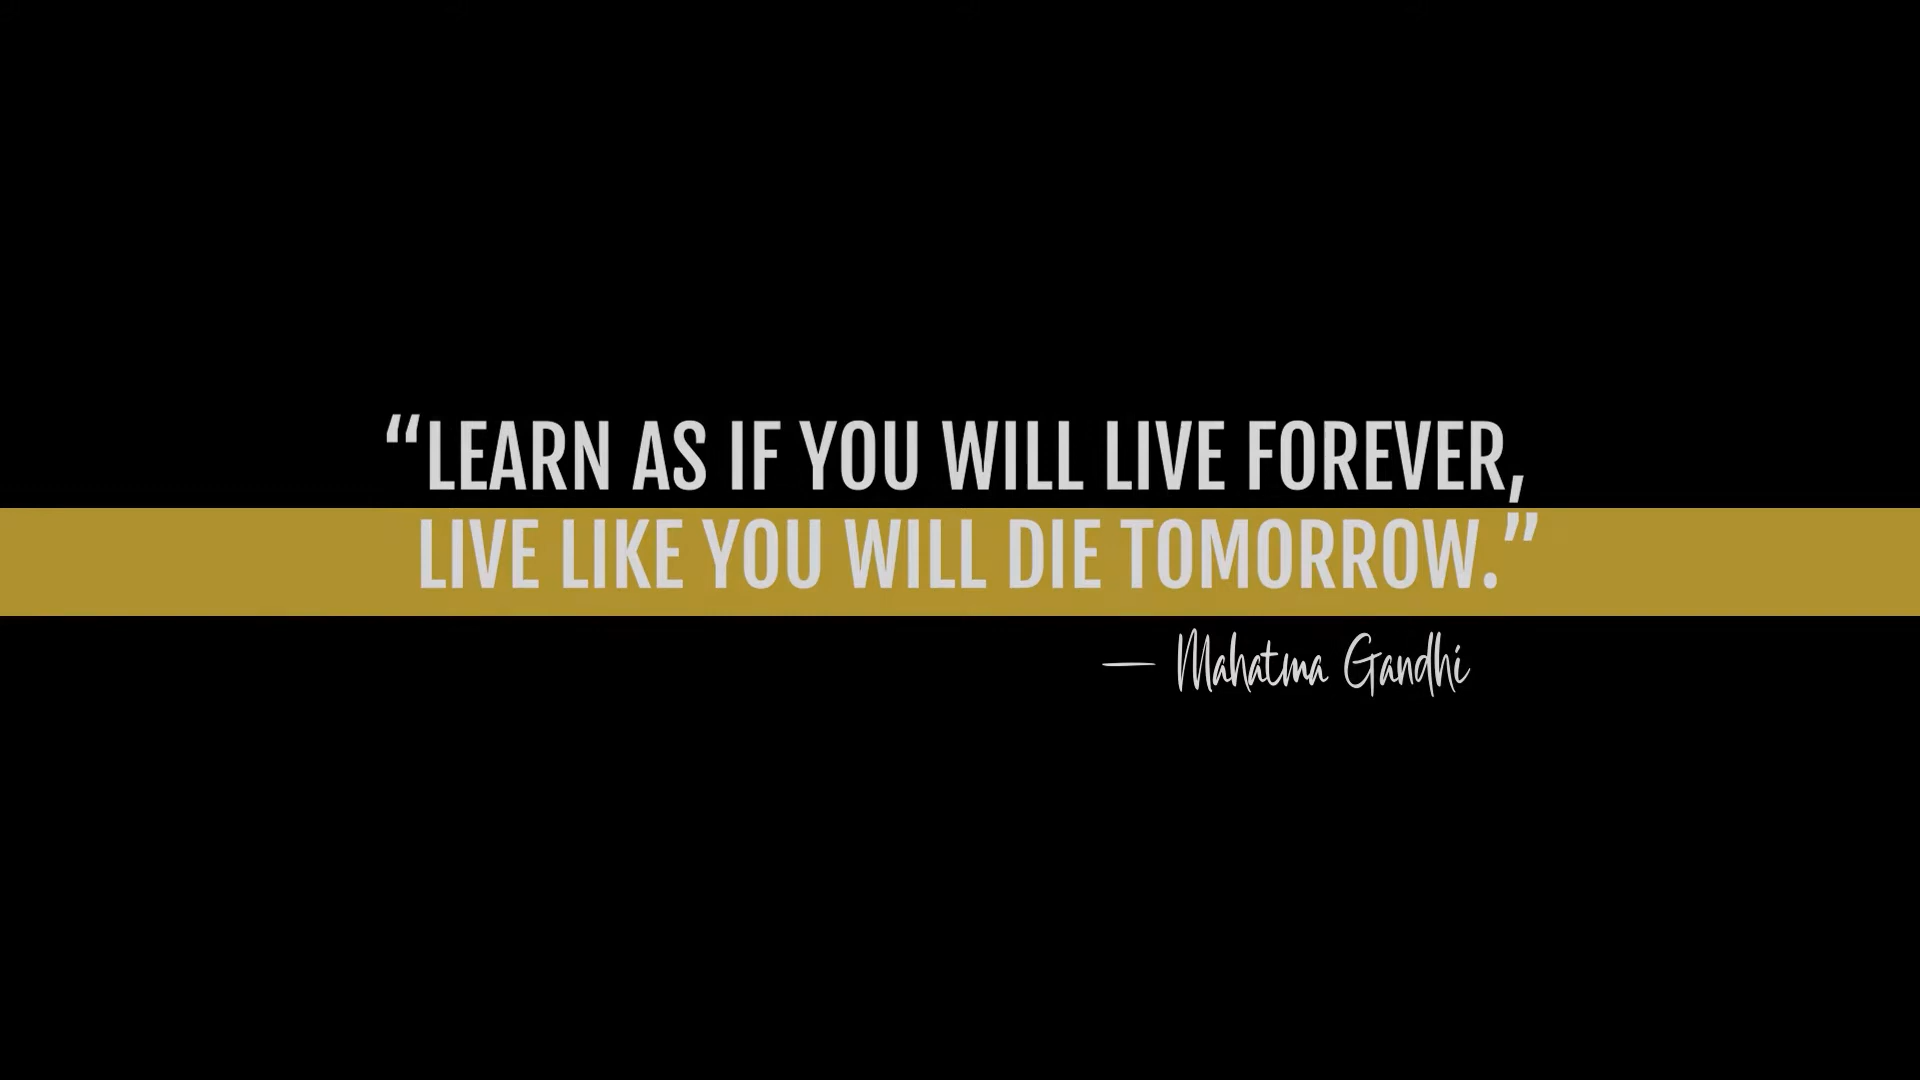 “LEARN AS IF YOU WILL LIVE FOREVER,
LIVE LIKE YOU WILL DIE TOMORROW.”
— Mahatma Gandhi